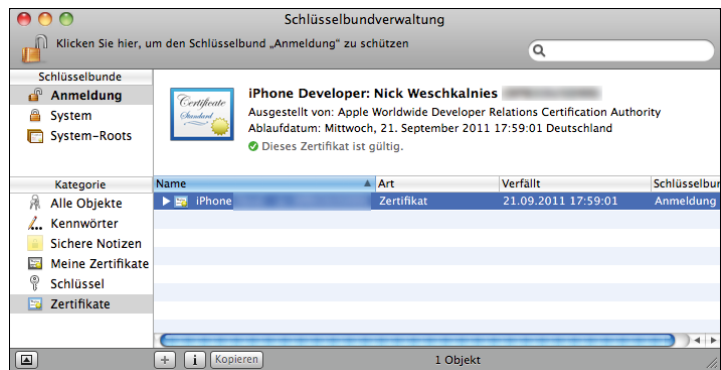 Schlüsselbundverwaltung
Klicken Sie hier, um den Schlüsselbund „Anmeldung" zu schützen
Schlüsselbunde
Anmeldung
System
System-Roots
Certificate
Standard
iPhone Developer: Nick Weschkalnies
Ausgestellt von: Apple Worldwide Developer Relations Certification Authority
Ablaufdatum: Mittwoch, 21. September 2011 17:59:01 Deutschland
Dieses Zertifikat ist gültig.
Kategorie
Alle Objekte
Kennwörter
Sichere Notizen
Meine Zertifikate
Schlüssel
Zertifikate
Name Art Verfällt Schlüsselbur
iPhone Zertifikat 21.09.2011 17:59:01 Anmeldung
Kopieren
1 Objekt